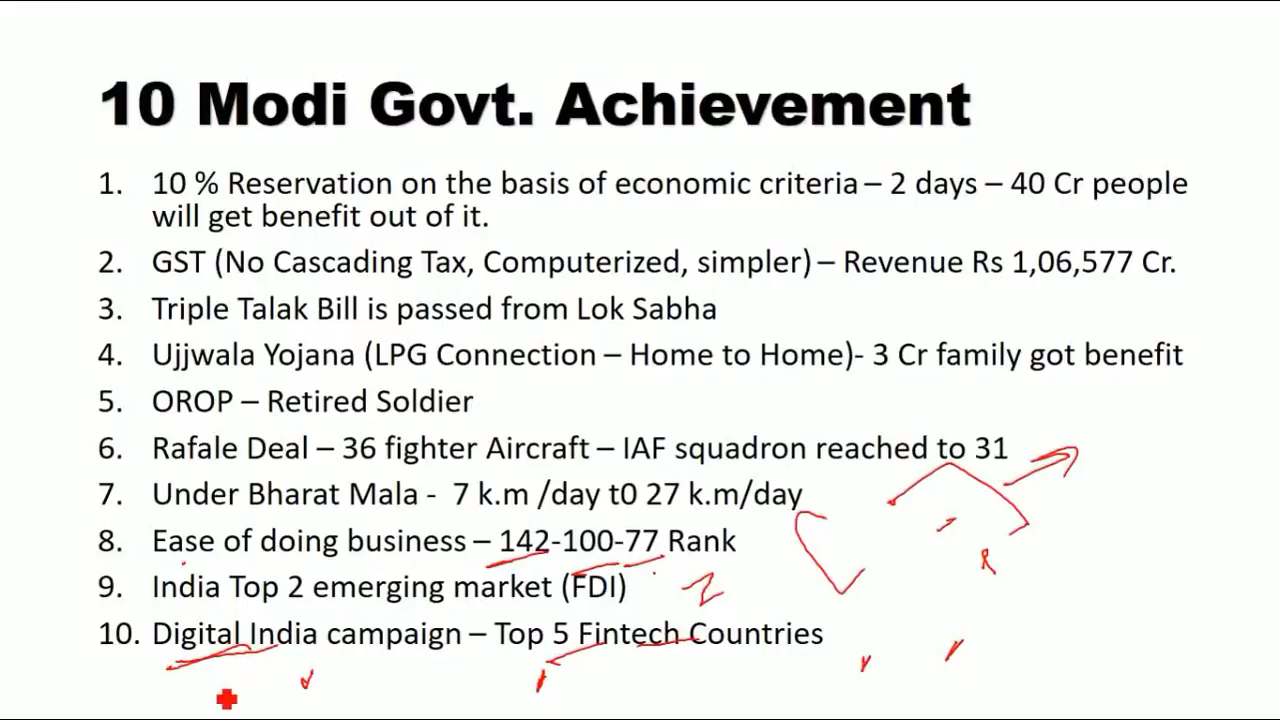 10 Modi Govt. Achievement
1. 10 % Reservation on the basis of economic criteria – 2 days – 40 Cr people
will get benefit out of it.
2. GST (No Cascading Tax, Computerized, simpler) – Revenue Rs 1,06,577 Cr.
3. Triple Talak Bill is passed from Lok Sabha
4. Ujjwala Yojana (LPG Connection – Home to Home)- 3 Cr family got benefit
5. OROP – Retired Soldier
6. Rafale Deal – 36 fighter Aircraft – IAF squadron reached to 31
7. Under Bharat Mala - 7 k.m /day t0 27 k.m/day
8. Ease of doing business – 142-100-77 Rank
9. India Top 2 emerging market (FDI)
10. Digital India campaign – Top 5 Fintech Countries